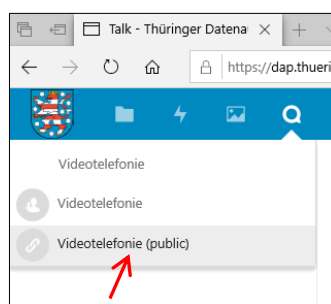 Talk - Thüringer Datena
https://dap.thueri
Videotelefonie
Videotelefonie
Videotelefonie (public)